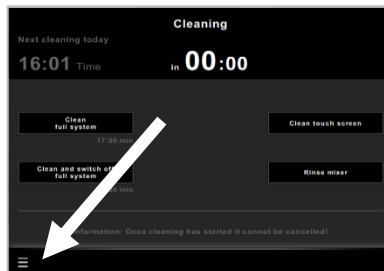 Cleaning
Next cleaning today
16:01 Time
in 00:00
Clean
full system
Clean touch screen
17:00 min
Clean and switch off
full system
Rinse mixer
min
Information: Once cleaning has started it cannot be cancelled!